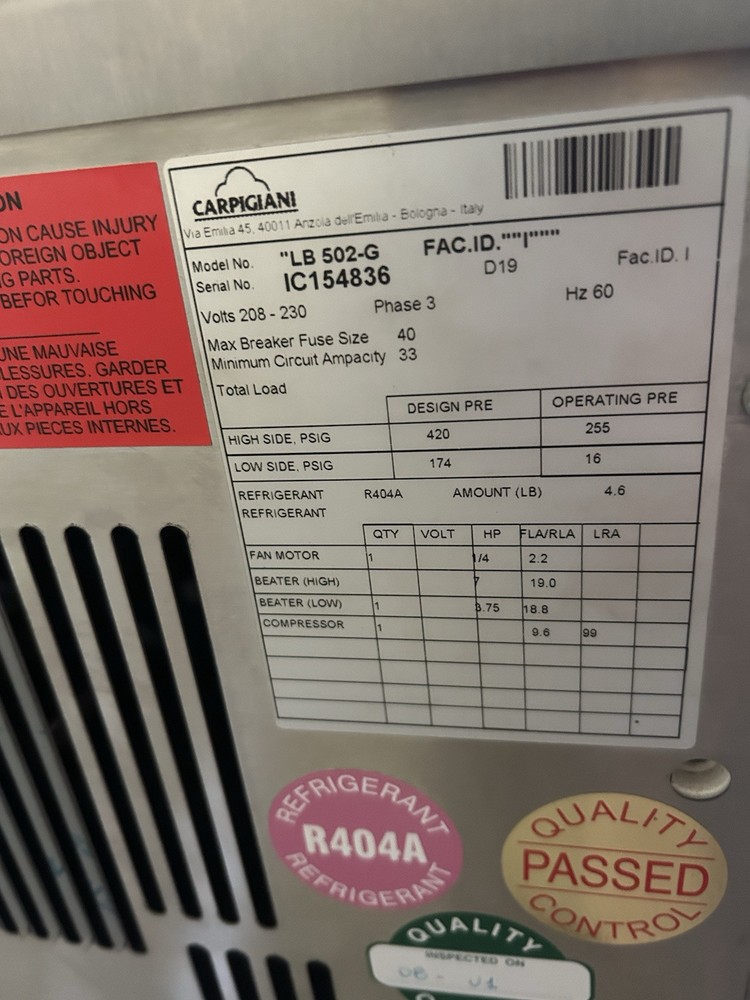 ON
ON CAUSE INJURY
OREIGN OBJECT
G PARTS.
BEFOR TOUCHING
UNE MAUVAISE
LESSURES. GARDER
DES OUVERTURES ET
E L'APPAREIL HORS
UX PIECES INTERNES.
CARPIGIANI
Via Emilia 45, 40011 Anzola dell'Emilia - Bologna - Italy
Model No. "LB 502-G FAC.ID.""I""""
Serial No. IC154836 D19 Fac.ID. I
Volts 208 - 230 Phase 3 Hz 60
Max Breaker Fuse Size 40
Minimum Circuit Ampacity 33
Total Load
DESIGN PRE OPERATING PRE
HIGH SIDE, PSIG 420 255
LOW SIDE, PSIG 174 16
REFRIGERANT R404A AMOUNT (LB) 4.6
REFRIGERANT
QTY VOLT HP FLA/RLA LRA
FAN MOTOR 1 1/4 2.2
BEATER (HIGH) 7 19.0
BEATER (LOW) 1 3.75 18.8
COMPRESSOR 1 9.6 99
REFRIGERANT
R404A
REFRIGERANT
QUALITY
PASSED
CONTROL
QUALITY
INSPECTED ON